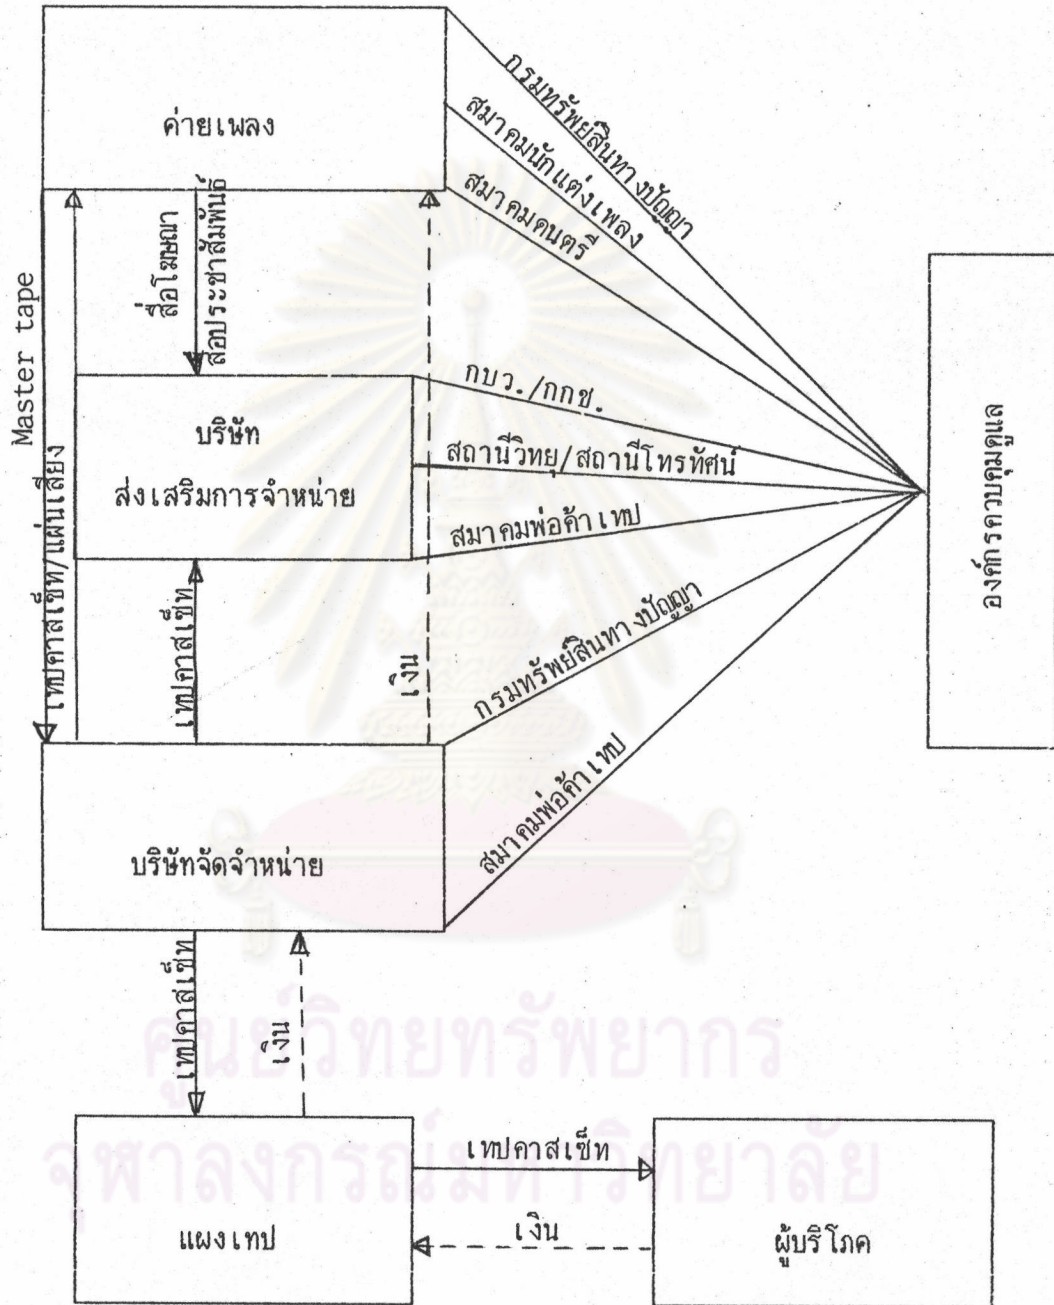 ค่ายเพลง
กรมทรัพย์สินทางปัญญา
สมาคมนักแต่งเพลง
สมาคมดนตรี
Master tape
สื่อโฆษณา
สื่อประชาสัมพันธ์
บริษัท
ส่งเสริมการจำหน่าย
กบว./กกช.
สถานีวิทยุ/สถานีโทรทัศน์
สมาคมพ่อค้าเทป
องค์กรควบคุมดูแล
เทปคาสเซ็ท/แผ่นเสียง
เทปคาสเซ็ท
เงิน
กรมทรัพย์สินทางปัญญา
สมาคมพ่อค้าเทป
บริษัทจัดจำหน่าย
เทปคาสเซ็ท
เงิน
ศูนย์วิทยทรัพยากร
จุฬาลงกรณ์มหาวิทยาลัย
เทปคาสเซ็ท
แผงเทป
เงิน
ผู้บริโภค